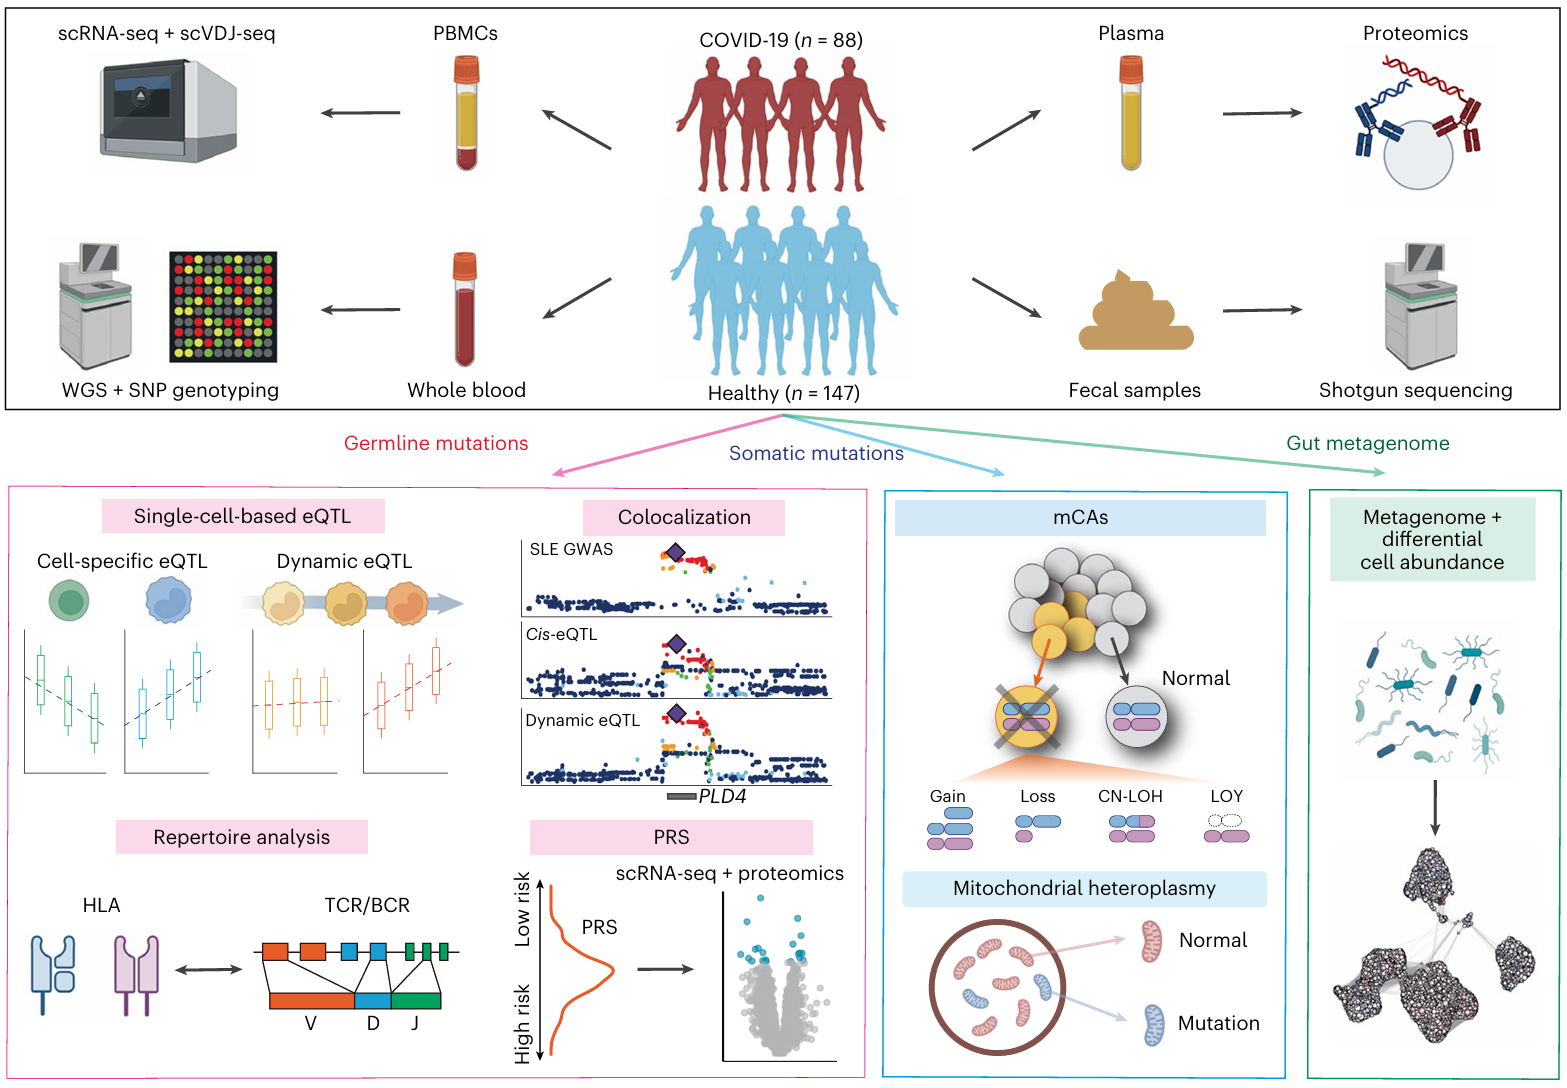 scRNA-seq + scVDJ-seq
PBMCs
COVID-19 (n = 88)
Plasma
Proteomics
WGS + SNP genotyping
Whole blood
Healthy (n = 147)
Fecal samples
Shotgun sequencing
Germline mutations
Somatic mutations
Gut metagenome
Single-cell-based eQTL
Cell-specific eQTL
Dynamic eQTL
Colocalization
SLE GWAS
Cis-eQTL
Dynamic eQTL
PLD4
Repertoire analysis
HLA
TCR/BCR
V
D
J
PRS
scRNA-seq + proteomics
Low risk
High risk
PRS
mCAs
Normal
Gain
Loss
CN-LOH
LOY
Mitochondrial heteroplasmy
Normal
Mutation
Metagenome +
differential
cell abundance